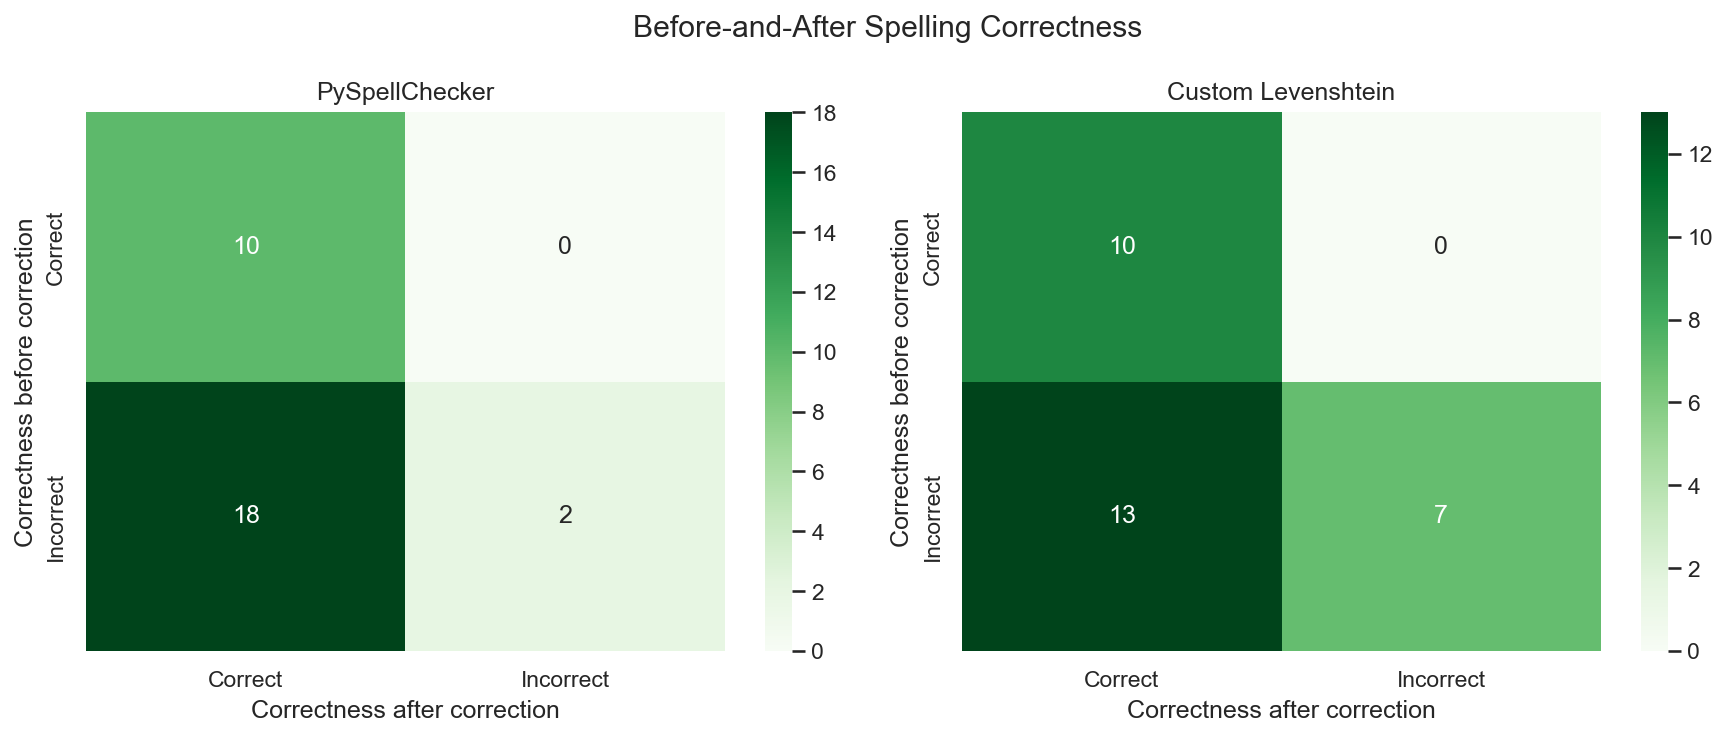 Before-and-After Spelling Correctness
PySpellChecker
Correctness before correction
Correct
Incorrect
10
0
18
2
Correct
Incorrect
Correctness after correction
18
16
14
12
10
8
6
4
2
0
Custom Levenshtein
Correctness before correction
Correct
Incorrect
10
0
13
7
Correct
Incorrect
Correctness after correction
12
10
8
6
4
2
0